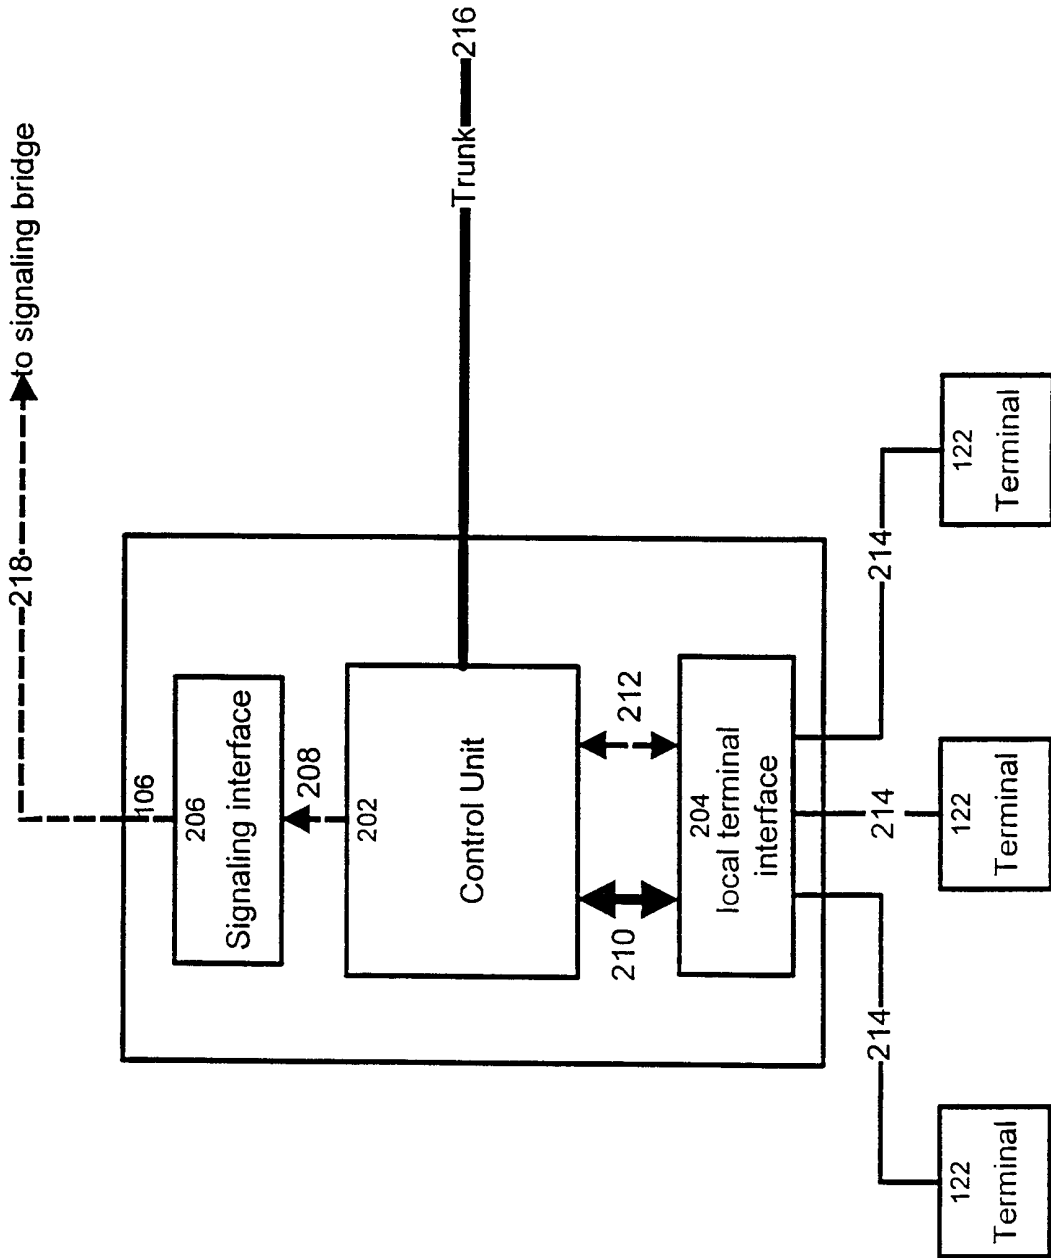 218
to signaling bridge
106
206
Signaling interface
208
202
Control Unit
Trunk
216
210
212
204
local terminal
interface
214
214
214
122
Terminal
122
Terminal
122
Terminal